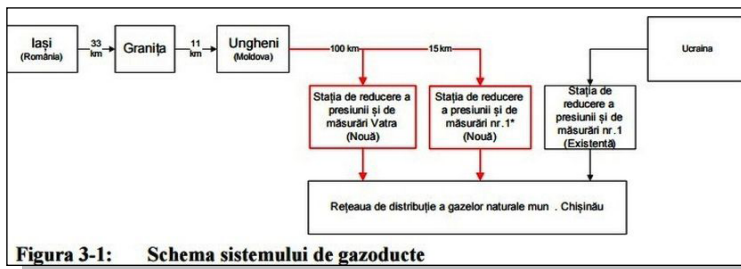 Iași
(România)
33
km
Granița
11
km
Ungheni
(Moldova)
100 km
15 km
Ucraina
Stația de reducere a
presiunii și de
măsurări Vatra
(Nouă)
Stația de reducere
a presiunii și de
măsurări nr.1*
(Nouă)
Stația de
reducere a
presiunii și de
măsurări nr.1
(Existentă)
Rețeaua de distribuție a gazelor naturale mun . Chișinău
Figura 3-1: Schema sistemului de gazoducte